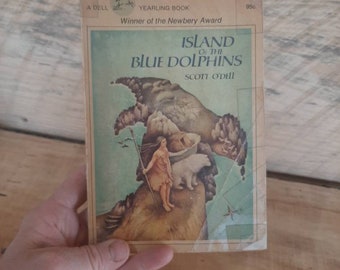 A DELL YEARLING BOOK 95c
Winner of the Newbery Award
ISLAND
OF THE
BLUE DOLPHINS
SCOTT O'DELL